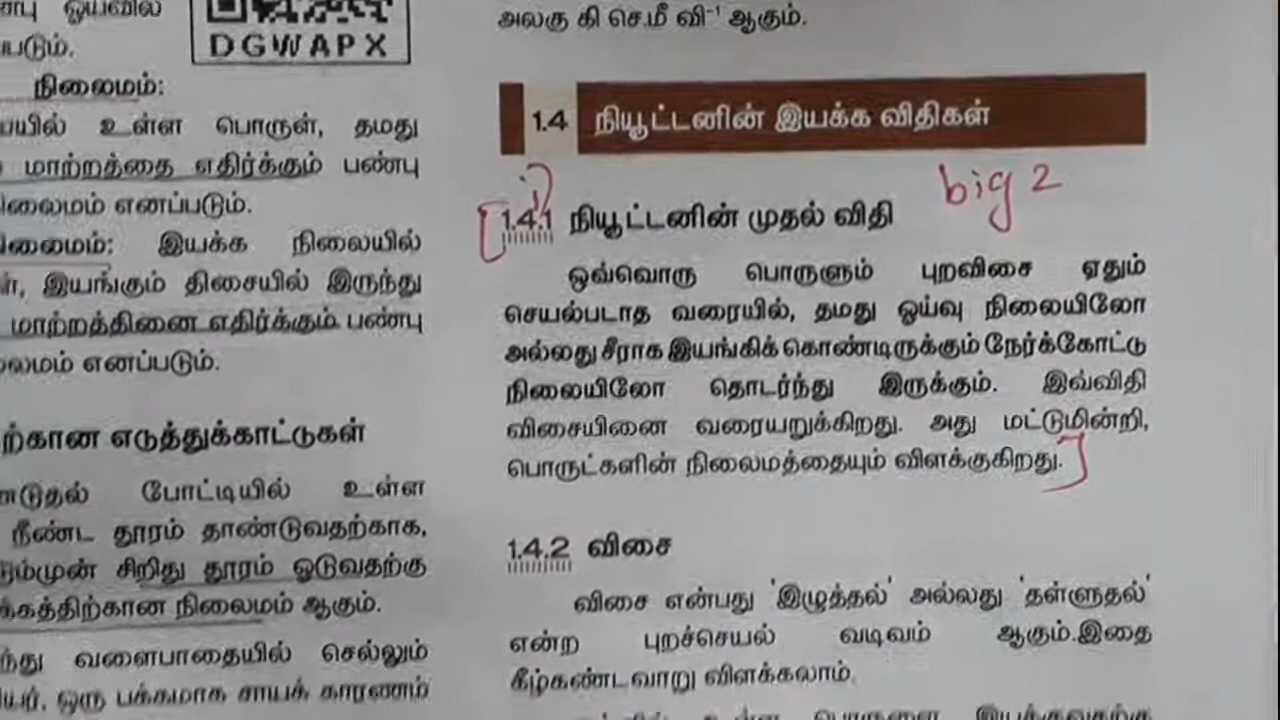 ஓய்வில்
DGWAPX
நிலைமம்:
உள்ள பொருள், தமது
மாற்றத்தை எதிர்க்கும் பண்பு
எனப்படும்.
இயக்க நிலையில்
இயங்கும் திசையில் இருந்து
மாற்றத்தினை எதிர்க்கும் பண்பு
எனப்படும்.
எடுத்துக்காட்டுகள்
போட்டியில் உள்ள
நீண்ட தூரம் தாண்டுவதற்காக,
சிறிது தூரம் ஓடுவதற்கு
நிலைமம் ஆகும்.
வளைபாதையில் செல்லும்
ஒரு பக்கமாக சாயக் காரணம்
அலகு கி செ.மீ வி⁻¹ ஆகும்.
1.4 நியூட்டனின் இயக்க விதிகள்
big 2
1.4.1 நியூட்டனின் முதல் விதி
ஒவ்வொரு பொருளும் புறவிசை ஏதும்
செயல்படாத வரையில், தமது ஓய்வு நிலையிலோ
அல்லது சீராக இயங்கிக் கொண்டிருக்கும் நேர்க்கோட்டு
நிலையிலோ தொடர்ந்து இருக்கும். இவ்விதி
விசையினை வரையறுக்கிறது. அது மட்டுமின்றி,
பொருட்களின் நிலைமத்தையும் விளக்குகிறது.
1.4.2 விசை
விசை என்பது 'இழுத்தல்' அல்லது 'தள்ளுதல்'
என்ற புறச்செயல் வடிவம் ஆகும்.இதை
கீழ்கண்டவாறு விளக்கலாம்.
உள்ள பொருளை இயக்குவதற்கு